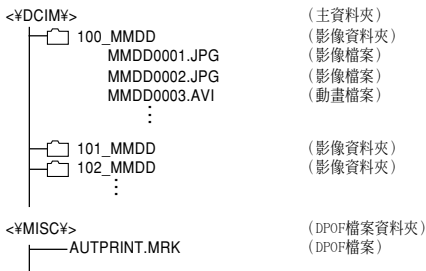 <¥DCIM¥> (主資料夾)
100_MMDD (影像資料夾)
MMDD0001.JPG (影像檔案)
MMDD0002.JPG (影像檔案)
MMDD0003.AVI (動畫檔案)
101_MMDD (影像資料夾)
102_MMDD (影像資料夾)
<¥MISC¥> (DPOF檔案資料夾)
AUTPRINT.MRK (DPOF檔案)